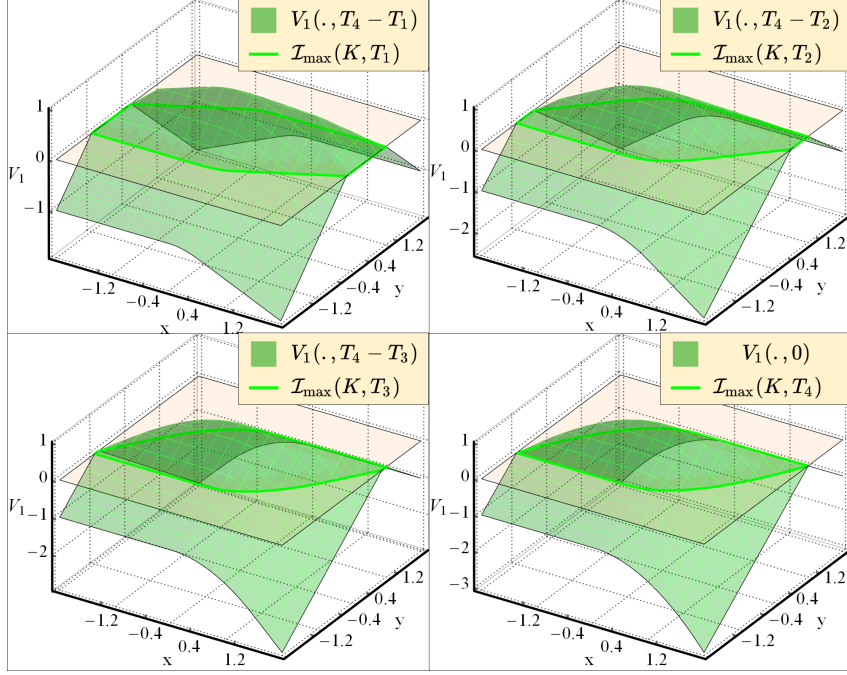 V₁(., T₄ − T₁)
𝓘max(K, T₁)
1
0
V₁
−1
−1.2
−0.4
0.4
1.2
x
−1.2
−0.4
0.4
1.2
y
V₁(., T₄ − T₂)
𝓘max(K, T₂)
1
0
V₁
−1
−2
−1.2
−0.4
0.4
1.2
x
−1.2
−0.4
0.4
1.2
y
V₁(., T₄ − T₃)
𝓘max(K, T₃)
1
0
V₁
−1
−2
−1.2
−0.4
0.4
1.2
x
−1.2
−0.4
0.4
1.2
y
V₁(., 0)
𝓘max(K, T₄)
1
0
V₁
−1
−2
−3
−1.2
−0.4
0.4
1.2
x
−1.2
−0.4
0.4
1.2
y